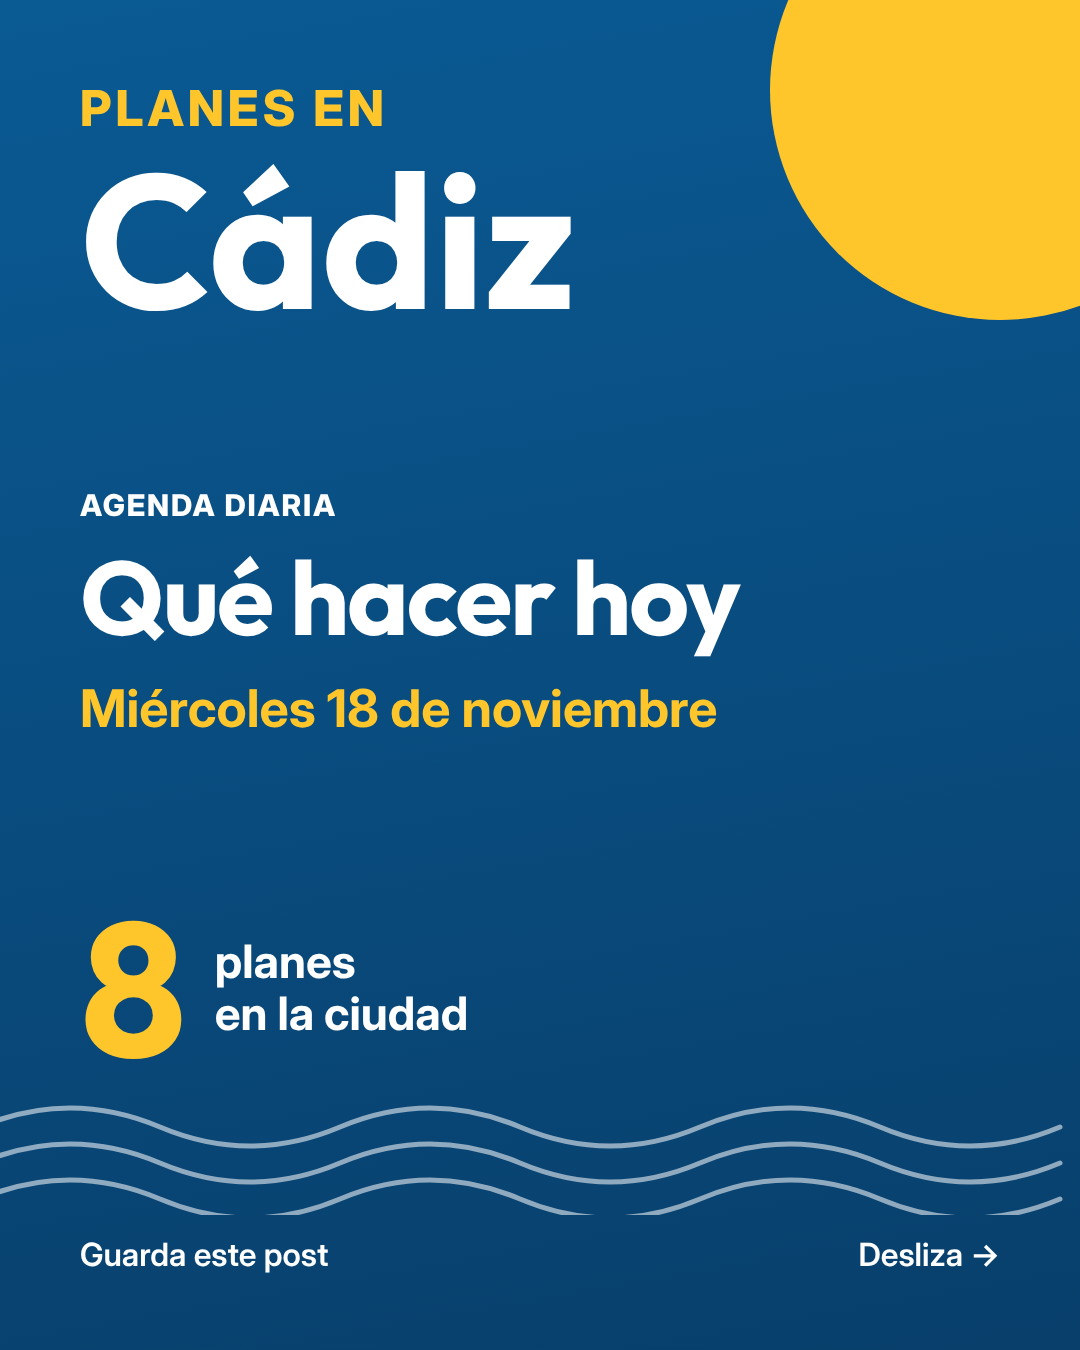 PLANES EN
Cádiz
AGENDA DIARIA
Qué hacer hoy
Miércoles 18 de noviembre
8
planes
en la ciudad
Guarda este post
Desliza →